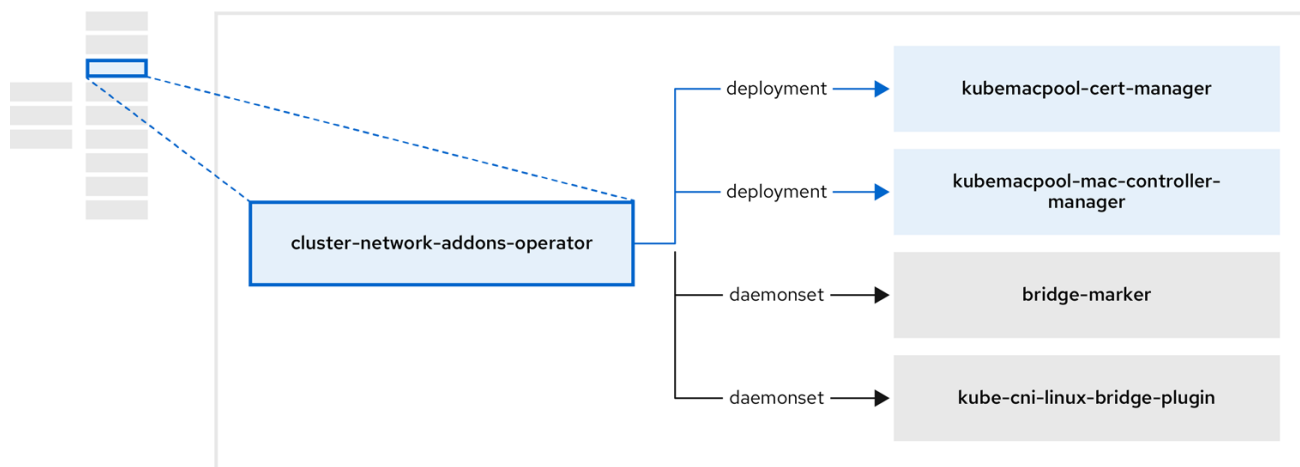 deployment
kubemacpool-cert-manager
deployment
kubemacpool-mac-controller-
manager
cluster-network-addons-operator
daemonset
bridge-marker
daemonset
kube-cni-linux-bridge-plugin